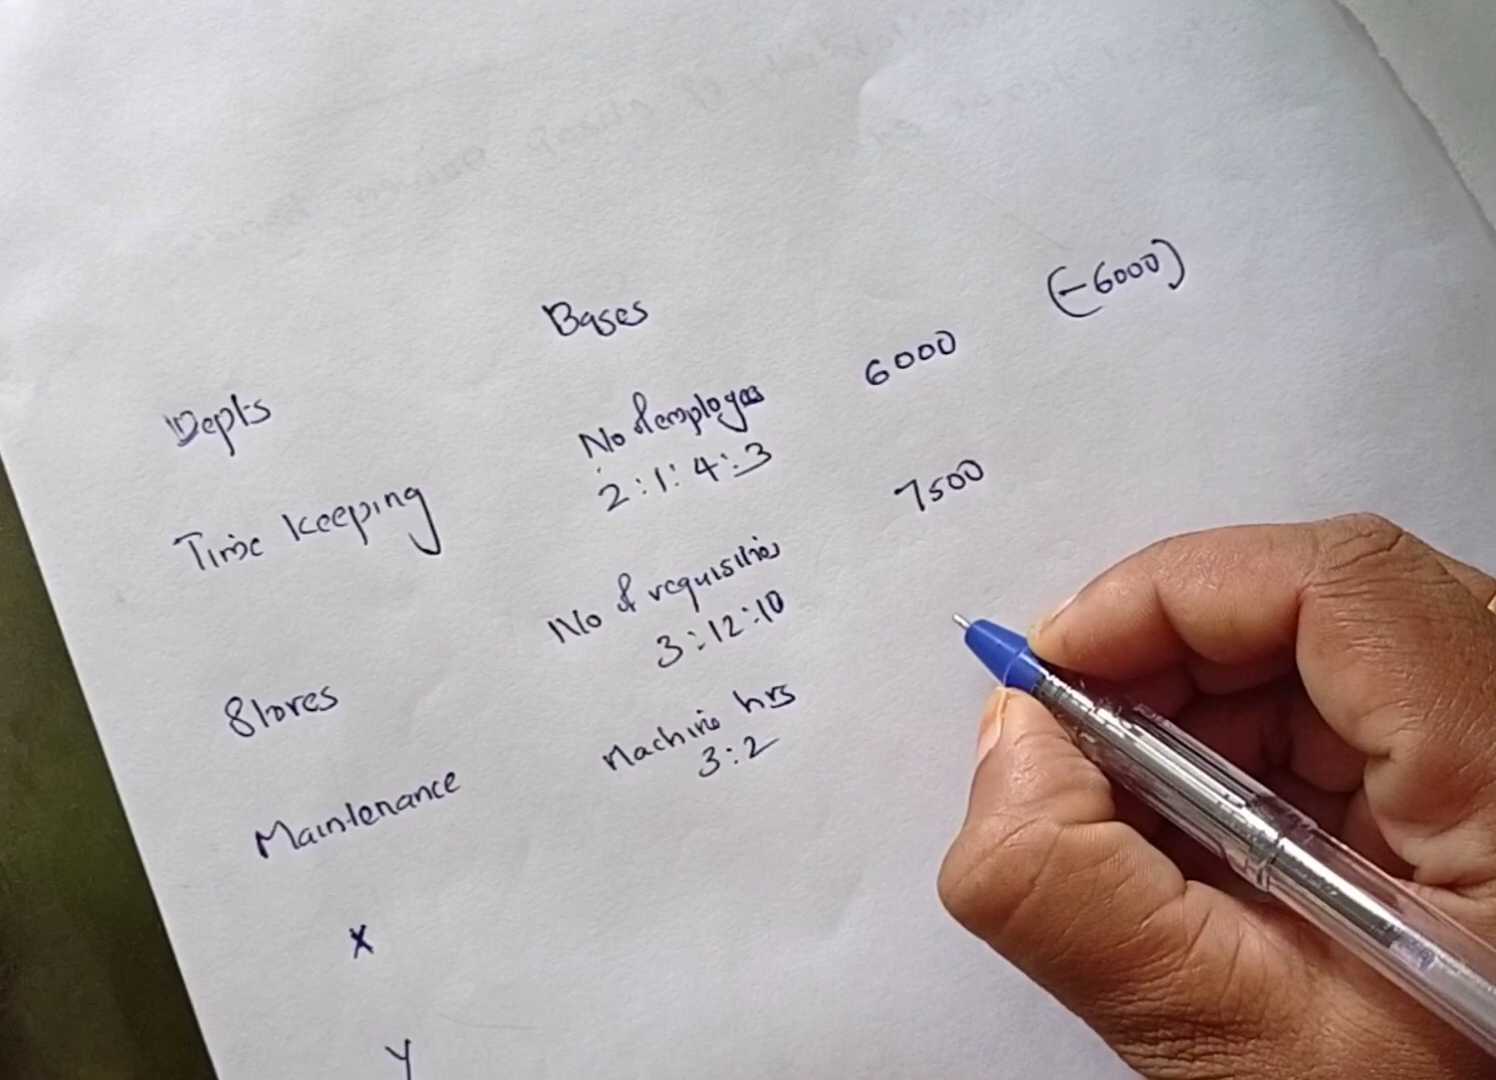 Bases
(-6000)
Depts
No of employees
6000
2:1:4:3
Time keeping
7500
No of requisitios
3:12:10
Stores
Machine hrs
3:2
Maintenance
X
Y